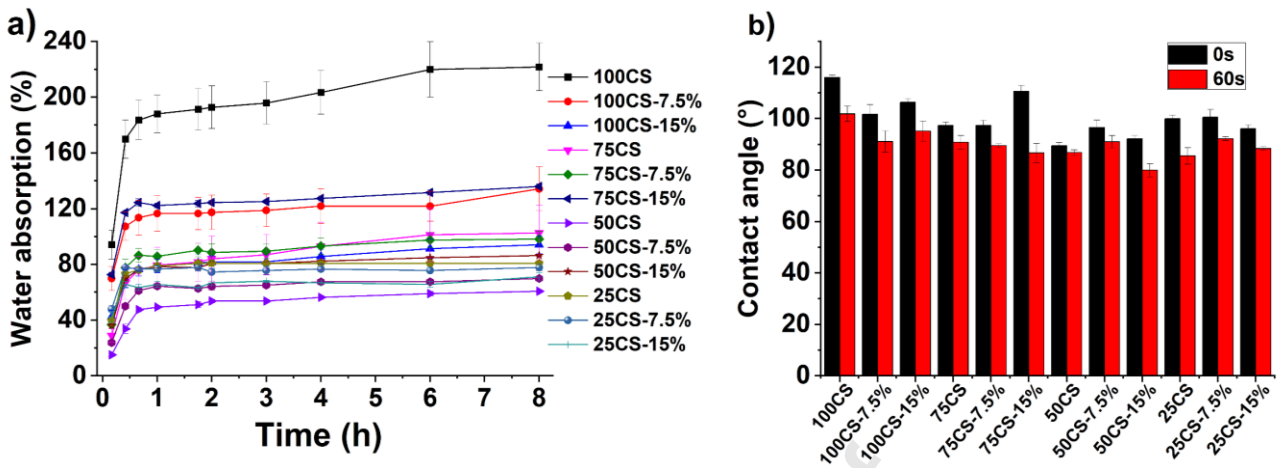 a)
Water absorption (%)
240
200
160
120
80
40
0
0
1
2
3
4
5
6
7
8
Time (h)
100CS
100CS-7.5%
100CS-15%
75CS
75CS-7.5%
75CS-15%
50CS
50CS-7.5%
50CS-15%
25CS
25CS-7.5%
25CS-15%
b)
Contact angle (°)
120
100
80
60
40
20
0
0s
60s
100CS
100CS-7.5%
100CS-15%
75CS
75CS-7.5%
75CS-15%
50CS
50CS-7.5%
50CS-15%
25CS
25CS-7.5%
25CS-15%